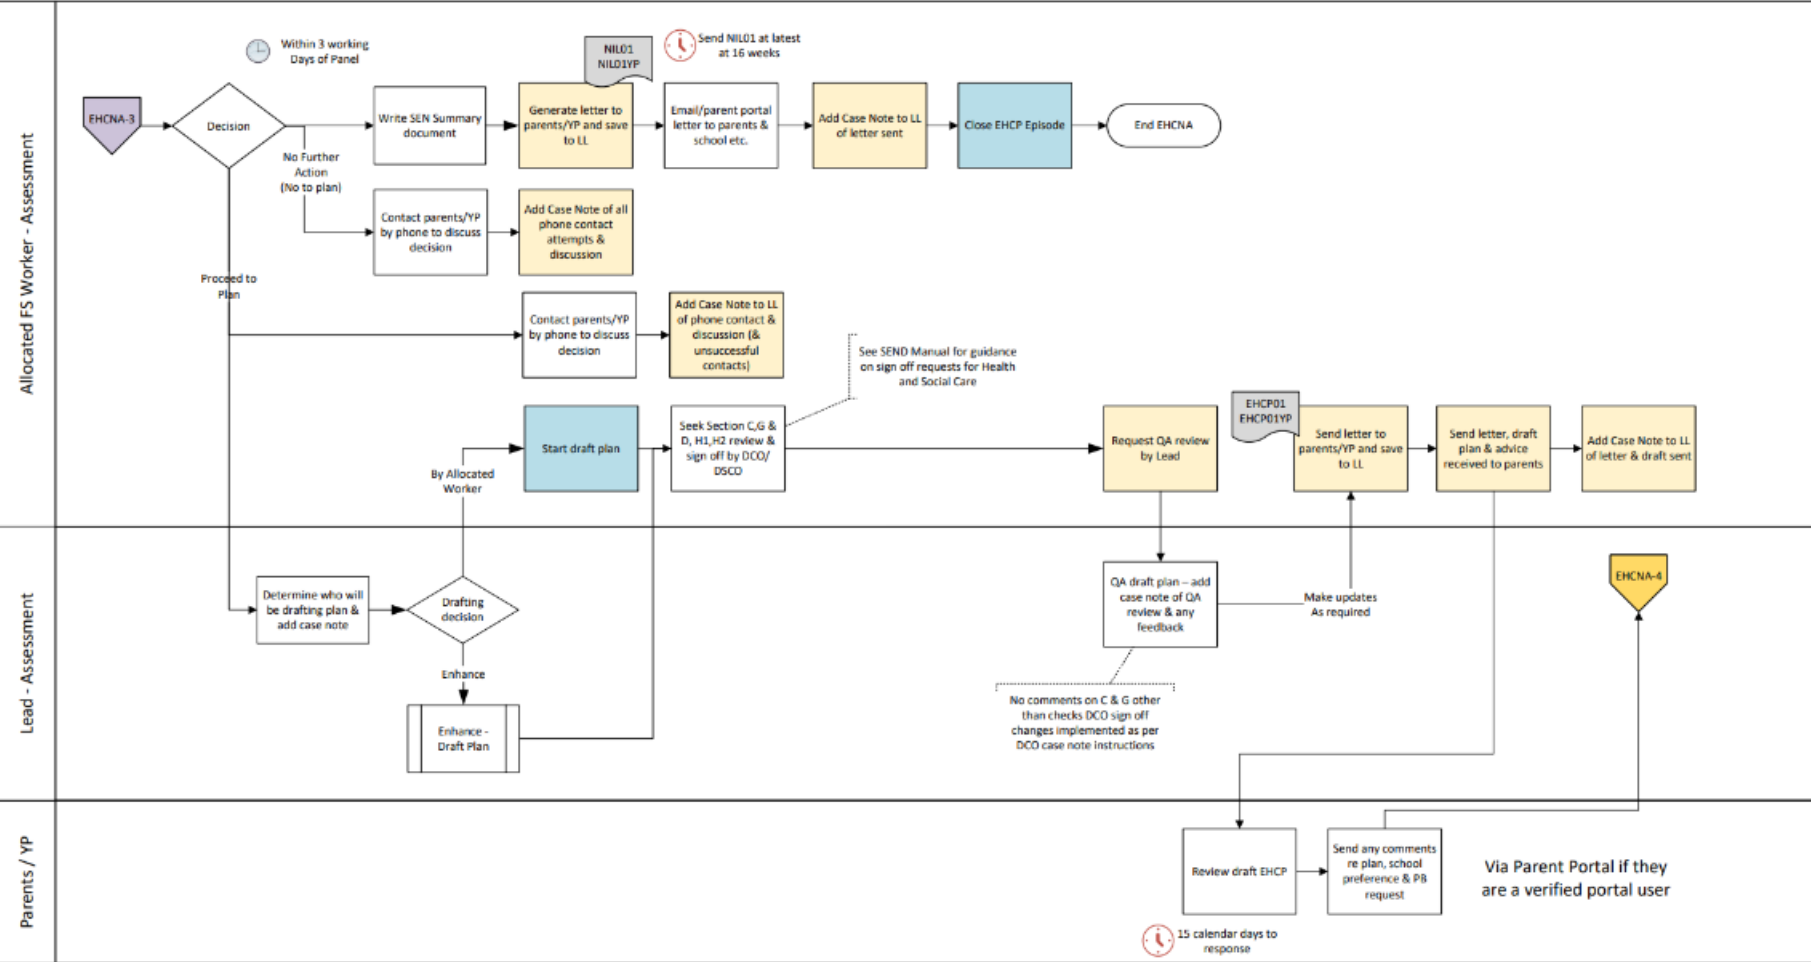 Allocated FS Worker - Assessment
Within 3 working
Days of Panel
NIL01
NIL01YP
Send NIL01 at latest
at 16 weeks
EHCNA-3
Decision
Write SEN Summary
document
Generate letter to
parents/YP and save
to LL
Email/parent portal
letter to parents &
school etc.
Add Case Note to LL
of letter sent
Close EHCP Episode
End EHCNA
No Further
Action
(No to plan)
Contact parents/YP
by phone to discuss
decision
Add Case Note of all
phone contact
attempts &
discussion
Proceed to
Plan
Contact parents/YP
by phone to discuss
decision
Add Case Note to LL
of phone contact &
discussion (&
unsuccessful
contacts)
See SEND Manual for guidance
on sign off requests for Health
and Social Care
By Allocated
Worker
Start draft plan
Seek Section C,G &
D, H1,H2 review &
sign off by DCO/
DSCO
Request QA review
by Lead
EHCP01
EHCP01YP
Send letter to
parents/YP and save
to LL
Send letter, draft
plan & advice
received to parents
Add Case Note to LL
of letter & draft sent
Lead - Assessment
Determine who will
be drafting plan &
add case note
Drafting
decision
Enhance
Enhance -
Draft Plan
QA draft plan – add
case note of QA
review & any
feedback
Make updates
As required
No comments on C & G other
than checks DCO sign off
changes implemented as per
DCO case note instructions
EHCNA-4
Parents / YP
Review draft EHCP
Send any comments
re plan, school
preference & PB
request
Via Parent Portal if they
are a verified portal user
15 calendar days to
response